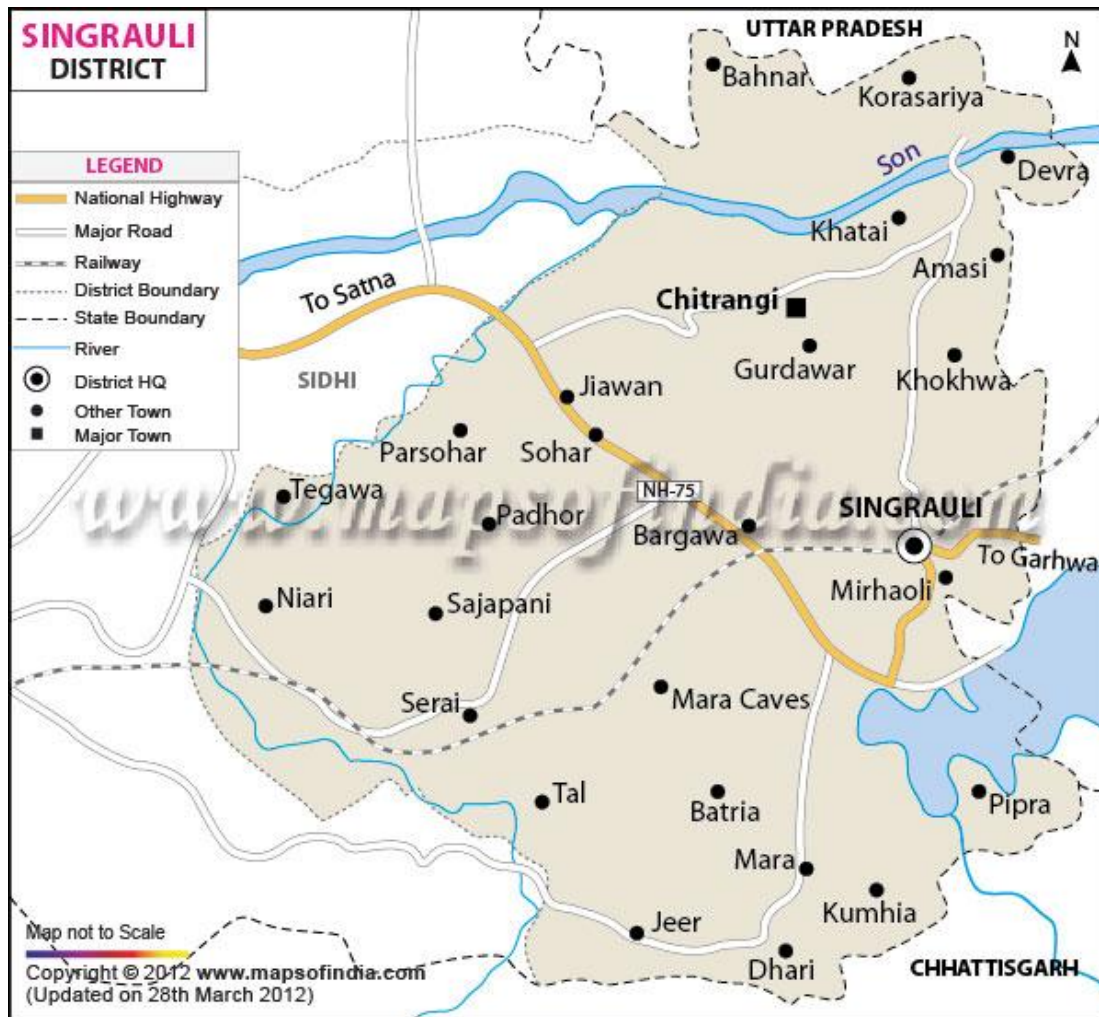 SINGRAULI
DISTRICT
UTTAR PRADESH
N
Bahnar
Korasariya
LEGEND
National Highway
Major Road
Railway
District Boundary
State Boundary
River
District HQ
Other Town
Major Town
Son
Devra
Khatai
Amasi
To Satna
Chitrangi
SIDHI
Gurdawar
Khokhwa
Jiawan
Parsohar
Sohar
Tegawa
NH-75
www.mapsofindia.com
SINGRAULI
Padhor
Bargawa
To Garhwa
Mirhaoli
Niari
Sajapani
Serai
Mara Caves
Tal
Batria
Pipra
Mara
Kumhia
Jeer
Dhari
CHHATTISGARH
Map not to Scale
Copyright © 2012 www.mapsofindia.com
(Updated on 28th March 2012)